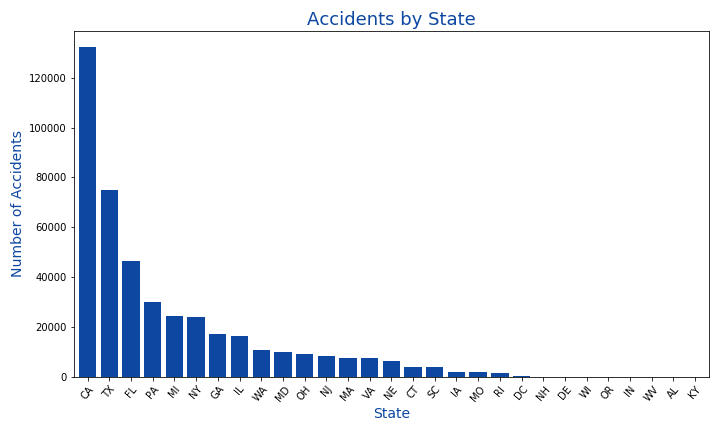 Accidents by State
Number of Accidents
120000
100000
80000
60000
40000
20000
0
CA TX FL PA MI NY GA IL WA MD OH NJ MA VA NE CT SC IA MO RI DC NH DE WI OR IN WV AL KY
State